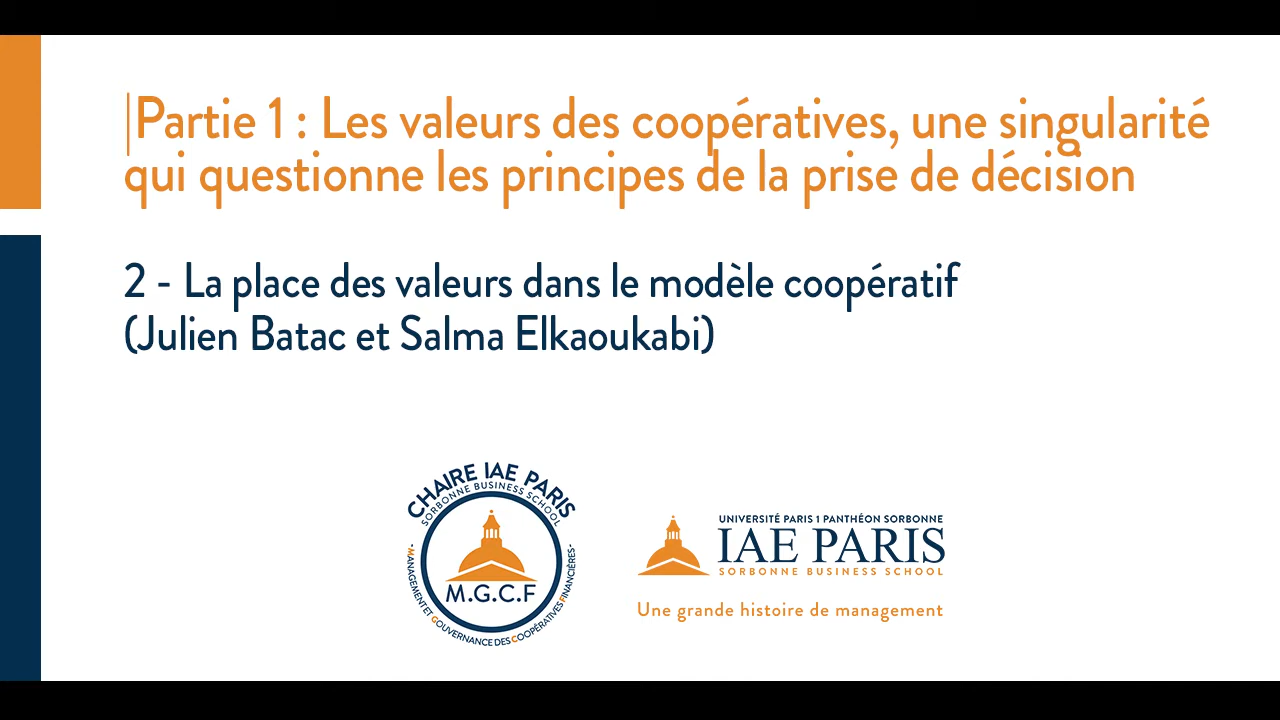 Partie 1 : Les valeurs des coopératives, une singularité
qui questionne les principes de la prise de décision
2 - La place des valeurs dans le modèle coopératif
(Julien Batac et Salma Elkaoukabi)
CHAIRE IAE PARIS
SORBONNE BUSINESS SCHOOL
M.G.C.F
-MANAGEMENT ET GOUVERNANCE DES COOPÉRATIVES FINANCIÈRES-
UNIVERSITÉ PARIS 1 PANTHÉON SORBONNE
IAE PARIS
SORBONNE BUSINESS SCHOOL
Une grande histoire de management